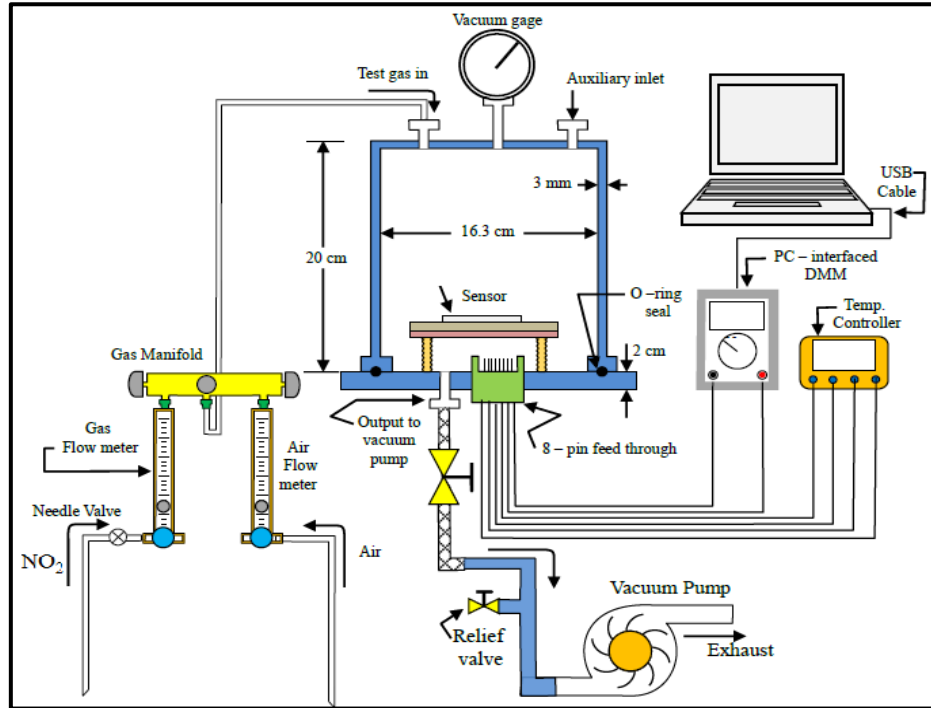 Vacuum gage
Test gas in
Auxiliary inlet
3 mm
USB
Cable
16.3 cm
20 cm
PC – interfaced
DMM
Sensor
O –ring
seal
Temp.
Controller
Gas Manifold
2 cm
Gas
Flow meter
Air
Flow
meter
Output to
vacuum
pump
8 – pin feed through
Needle Valve
NO₂
Air
Vacuum Pump
Relief
valve
Exhaust